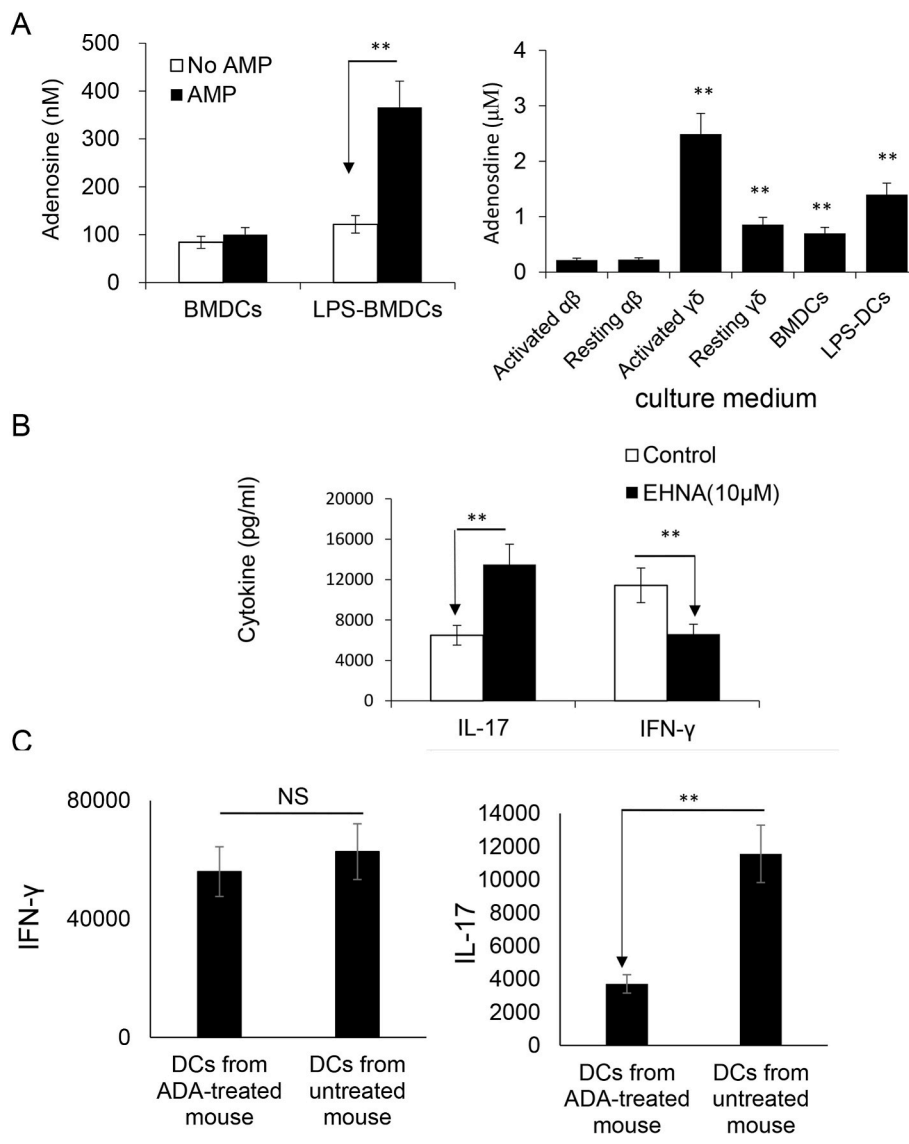 A
500
400
300
200
100
0
Adenosine (nM)
No AMP
AMP
**
BMDCs
LPS-BMDCs
4
3
2
1
0
Adenosdine (μM)
**
**
**
**
Activated αβ
Resting αβ
Activated γδ
Resting γδ
BMDCs
LPS-DCs
culture medium
B
Control
EHNA(10μM)
20000
16000
12000
8000
4000
0
Cytokine (pg/ml)
**
**
IL-17
IFN-γ
C
80000
40000
0
IFN-γ
NS
DCs from
ADA-treated
mouse
DCs from
untreated
mouse
14000
12000
10000
8000
6000
4000
2000
0
IL-17
**
DCs from
ADA-treated
mouse
DCs from
untreated
mouse